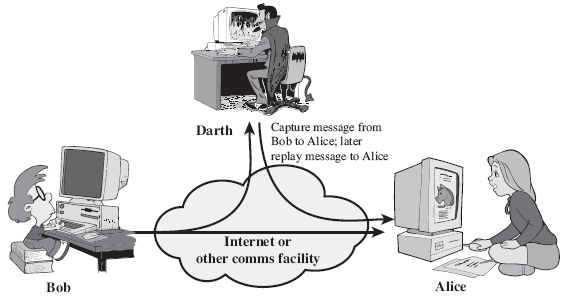 Darth
Capture message from
Bob to Alice; later
replay message to Alice
Internet or
other comms facility
Bob
Alice